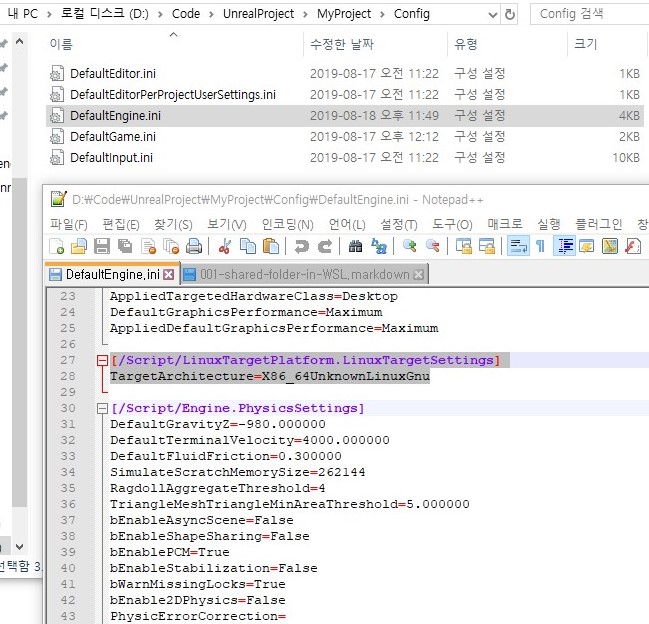 내 PC > 로컬 디스크 (D:) > Code > UnrealProject > MyProject > Config
Config 검색
이름 수정한 날짜 유형 크기
DefaultEditor.ini 2019-08-17 오전 11:22 구성 설정 1KB
DefaultEditorPerProjectUserSettings.ini 2019-08-17 오전 11:22 구성 설정 1KB
DefaultEngine.ini 2019-08-18 오후 11:49 구성 설정 4KB
DefaultGame.ini 2019-08-17 오후 12:12 구성 설정 2KB
DefaultInput.ini 2019-08-17 오전 11:22 구성 설정 10KB
D:₩Code₩UnrealProject₩MyProject₩Config₩DefaultEngine.ini - Notepad++
파일(F) 편집(E) 찾기(S) 보기(V) 인코딩(N) 언어(L) 설정(T) 도구(O) 매크로 실행 플러그인 창
DefaultEngine.ini 001-shared-folder-in-WSL.markdown
23 AppliedTargetedHardwareClass=Desktop
24 DefaultGraphicsPerformance=Maximum
25 AppliedDefaultGraphicsPerformance=Maximum
26
27 [/Script/LinuxTargetPlatform.LinuxTargetSettings]
28 TargetArchitecture=X86_64UnknownLinuxGnu
29
30 [/Script/Engine.PhysicsSettings]
31 DefaultGravityZ=-980.000000
32 DefaultTerminalVelocity=4000.000000
33 DefaultFluidFriction=0.300000
34 SimulateScratchMemorySize=262144
35 RagdollAggregateThreshold=4
36 TriangleMeshTriangleMinAreaThreshold=5.000000
37 bEnableAsyncScene=False
38 bEnableShapeSharing=False
39 bEnablePCM=True
40 bEnableStabilization=False
41 bWarnMissingLocks=True
42 bEnable2DPhysics=False
43 PhysicErrorCorrection=
선택함 3.